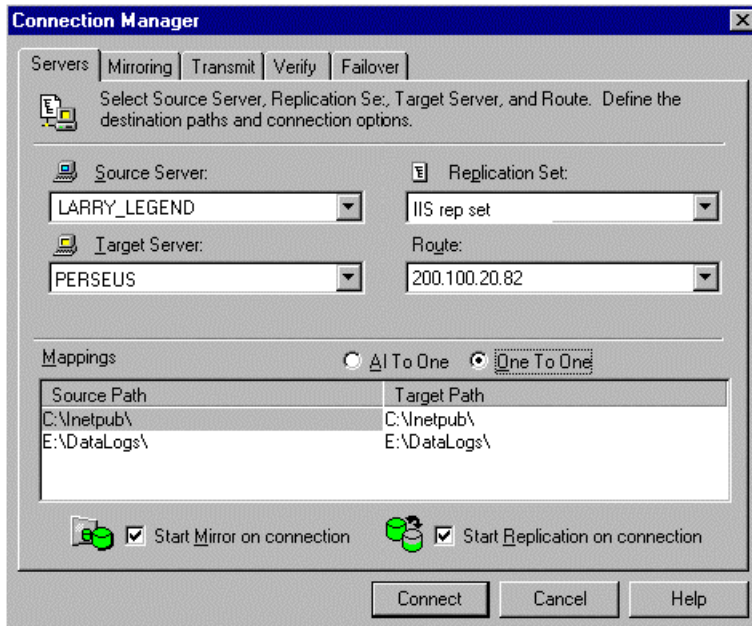 Connection Manager
Servers Mirroring Transmit Verify Failover
Select Source Server, Replication Se:, Target Server, and Route. Define the
destination paths and connection options.
Source Server:
Replication Set:
LARRY_LEGEND
IIS rep set
Target Server:
Route:
PERSEUS
200.100.20.82
Mappings
Al To One
One To One
Source Path Target Path
C:\Inetpub\ C:\Inetpub\
E:\DataLogs\ E:\DataLogs\
Start Mirror on connection
Start Replication on connection
Connect Cancel Help